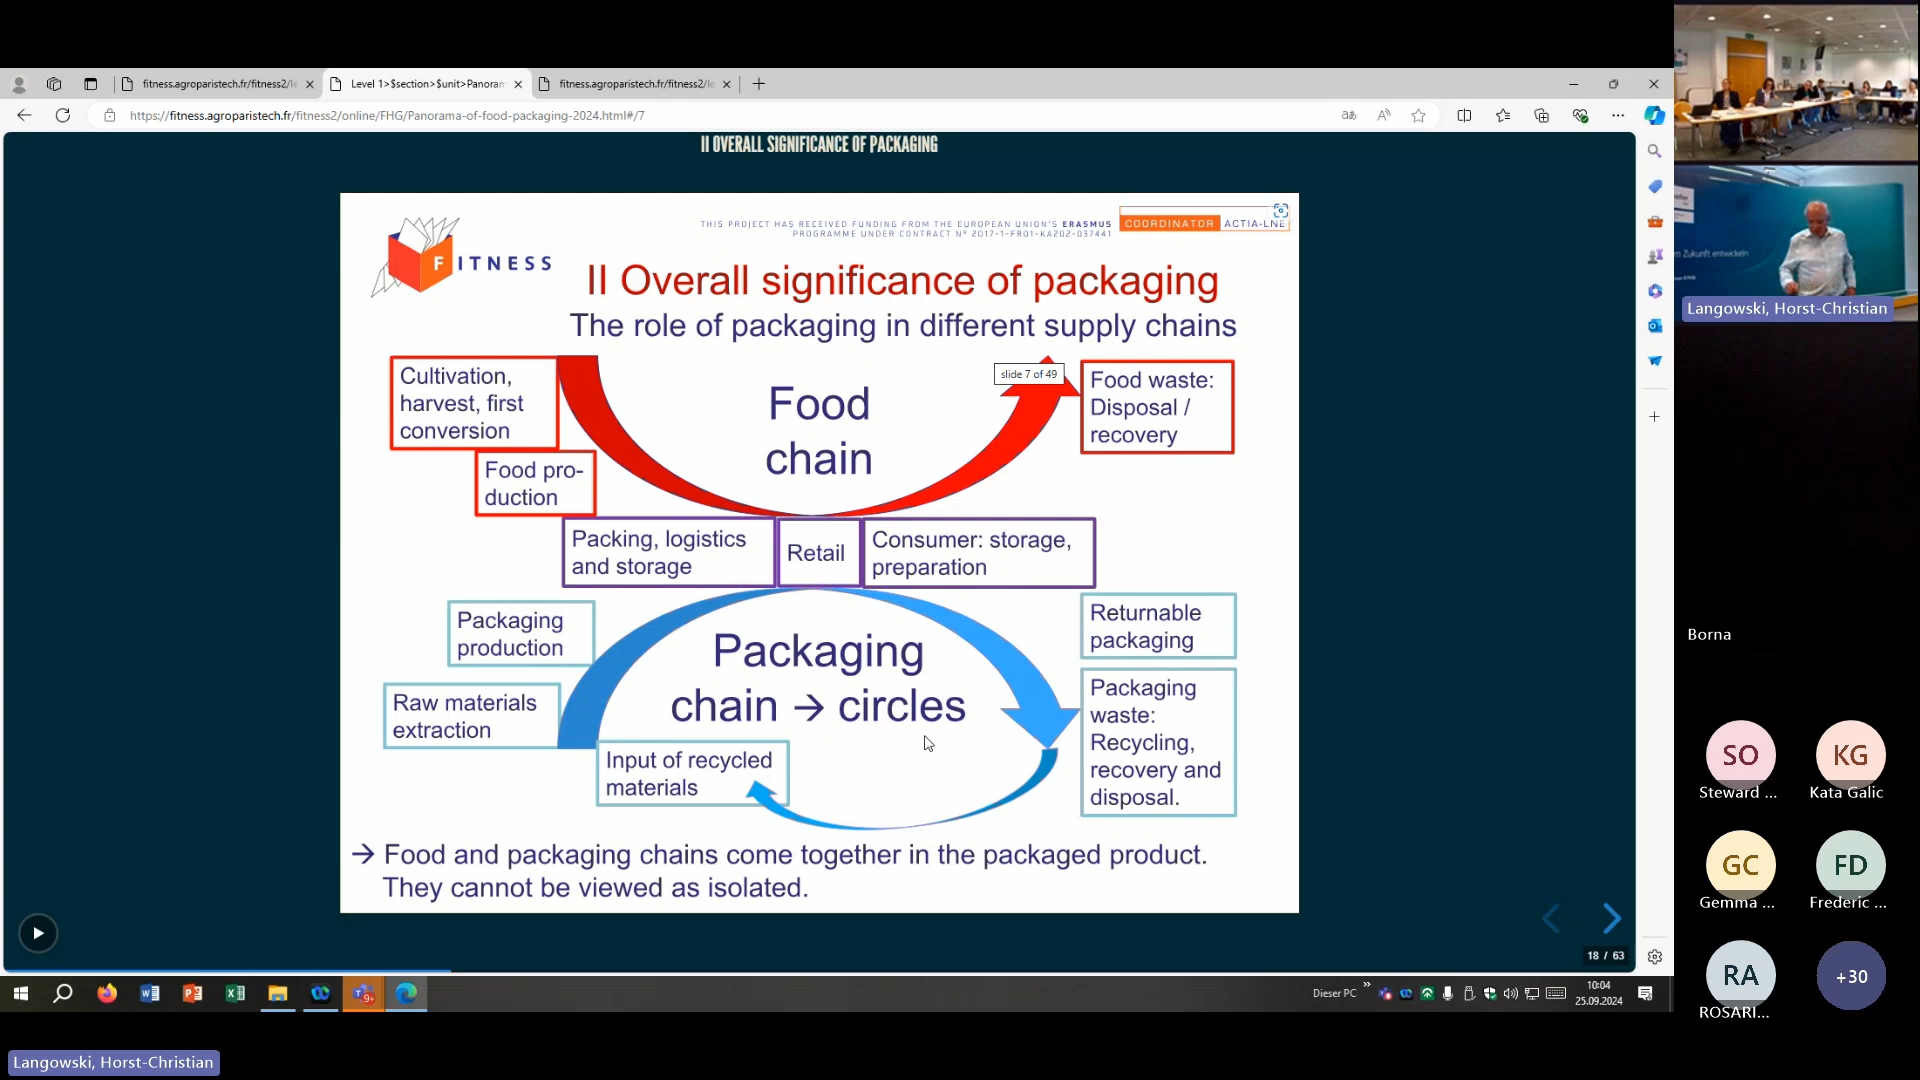 fitness.agroparistech.fr/fitness2/le
Level 1>$section>$unit>Panoram
fitness.agroparistech.fr/fitness2/le
https://fitness.agroparistech.fr/fitness2/online/FHG/Panorama-of-food-packaging-2024.html#/7
II OVERALL SIGNIFICANCE OF PACKAGING
THIS PROJECT HAS RECEIVED FUNDING FROM THE EUROPEAN UNION'S ERASMUS
PROGRAMME UNDER CONTRACT Nº 2017-1-FR01-KA202-037441
COORDINATOR ACTIA-LNE
FITNESS
II Overall significance of packaging
The role of packaging in different supply chains
Cultivation,
harvest, first
conversion
Food pro-
duction
Food
chain
slide 7 of 49
Food waste:
Disposal /
recovery
Packing, logistics
and storage
Retail
Consumer: storage,
preparation
Packaging
production
Raw materials
extraction
Packaging
chain → circles
Input of recycled
materials
Returnable
packaging
Packaging
waste:
Recycling,
recovery and
disposal.
→ Food and packaging chains come together in the packaged product.
They cannot be viewed as isolated.
18 / 63
Dieser PC
10:04
25.09.2024
Langowski, Horst-Christian
Zukunft entwickeln
Langowski, Horst-Christian
Borna
SO
Steward ...
KG
Kata Galic
GC
Gemma ...
FD
Frederic ...
RA
ROSARI...
+30